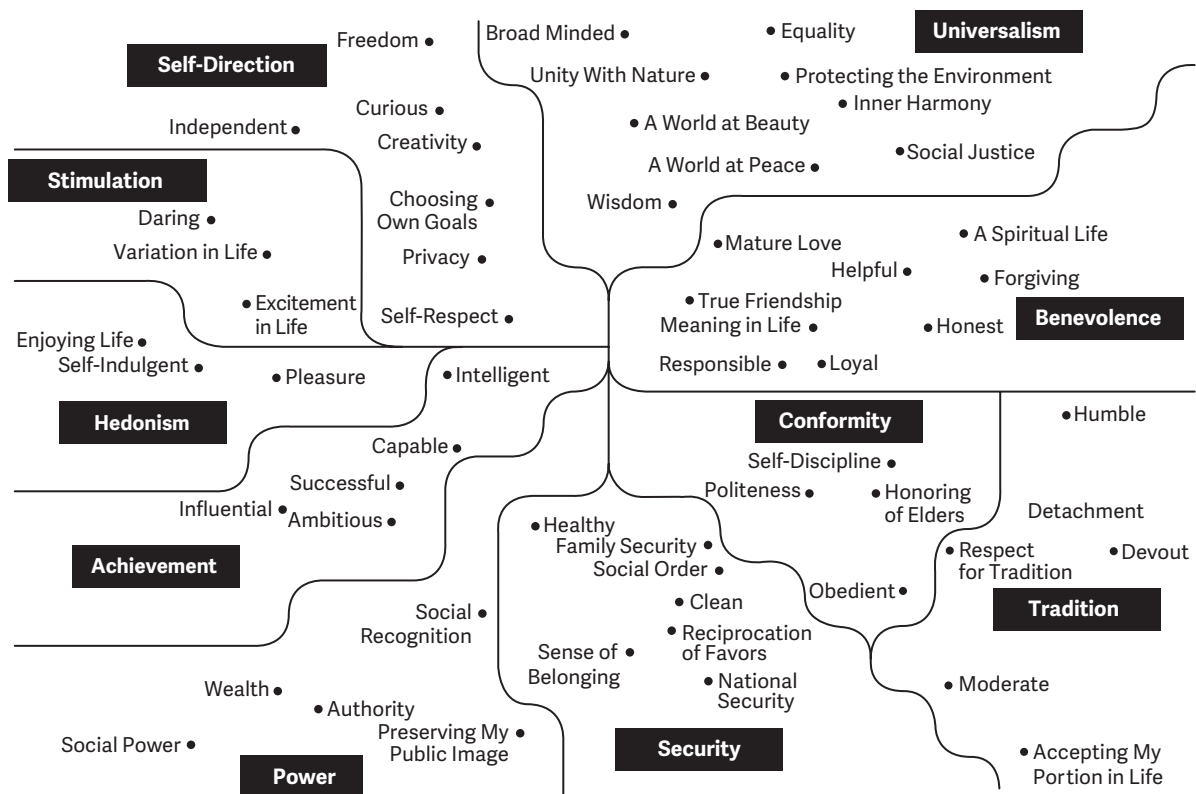 Self-Direction
Freedom
Curious
Independent
Creativity
Choosing
Own Goals
Privacy
Self-Respect
Broad Minded
Equality
Universalism
Unity With Nature
Protecting the Environment
Inner Harmony
A World at Beauty
A World at Peace
Social Justice
Wisdom
Stimulation
Daring
Variation in Life
Excitement
in Life
Mature Love
A Spiritual Life
Helpful
Forgiving
True Friendship
Meaning in Life
Honest
Benevolence
Responsible
Loyal
Enjoying Life
Self-Indulgent
Pleasure
Hedonism
Intelligent
Capable
Successful
Influential
Ambitious
Achievement
Conformity
Self-Discipline
Politeness
Honoring
of Elders
Obedient
Humble
Detachment
Respect
for Tradition
Devout
Tradition
Moderate
Accepting My
Portion in Life
Healthy
Family Security
Social Order
Clean
Reciprocation
of Favors
Sense of
Belonging
National
Security
Security
Social
Recognition
Wealth
Authority
Preserving My
Public Image
Social Power
Power